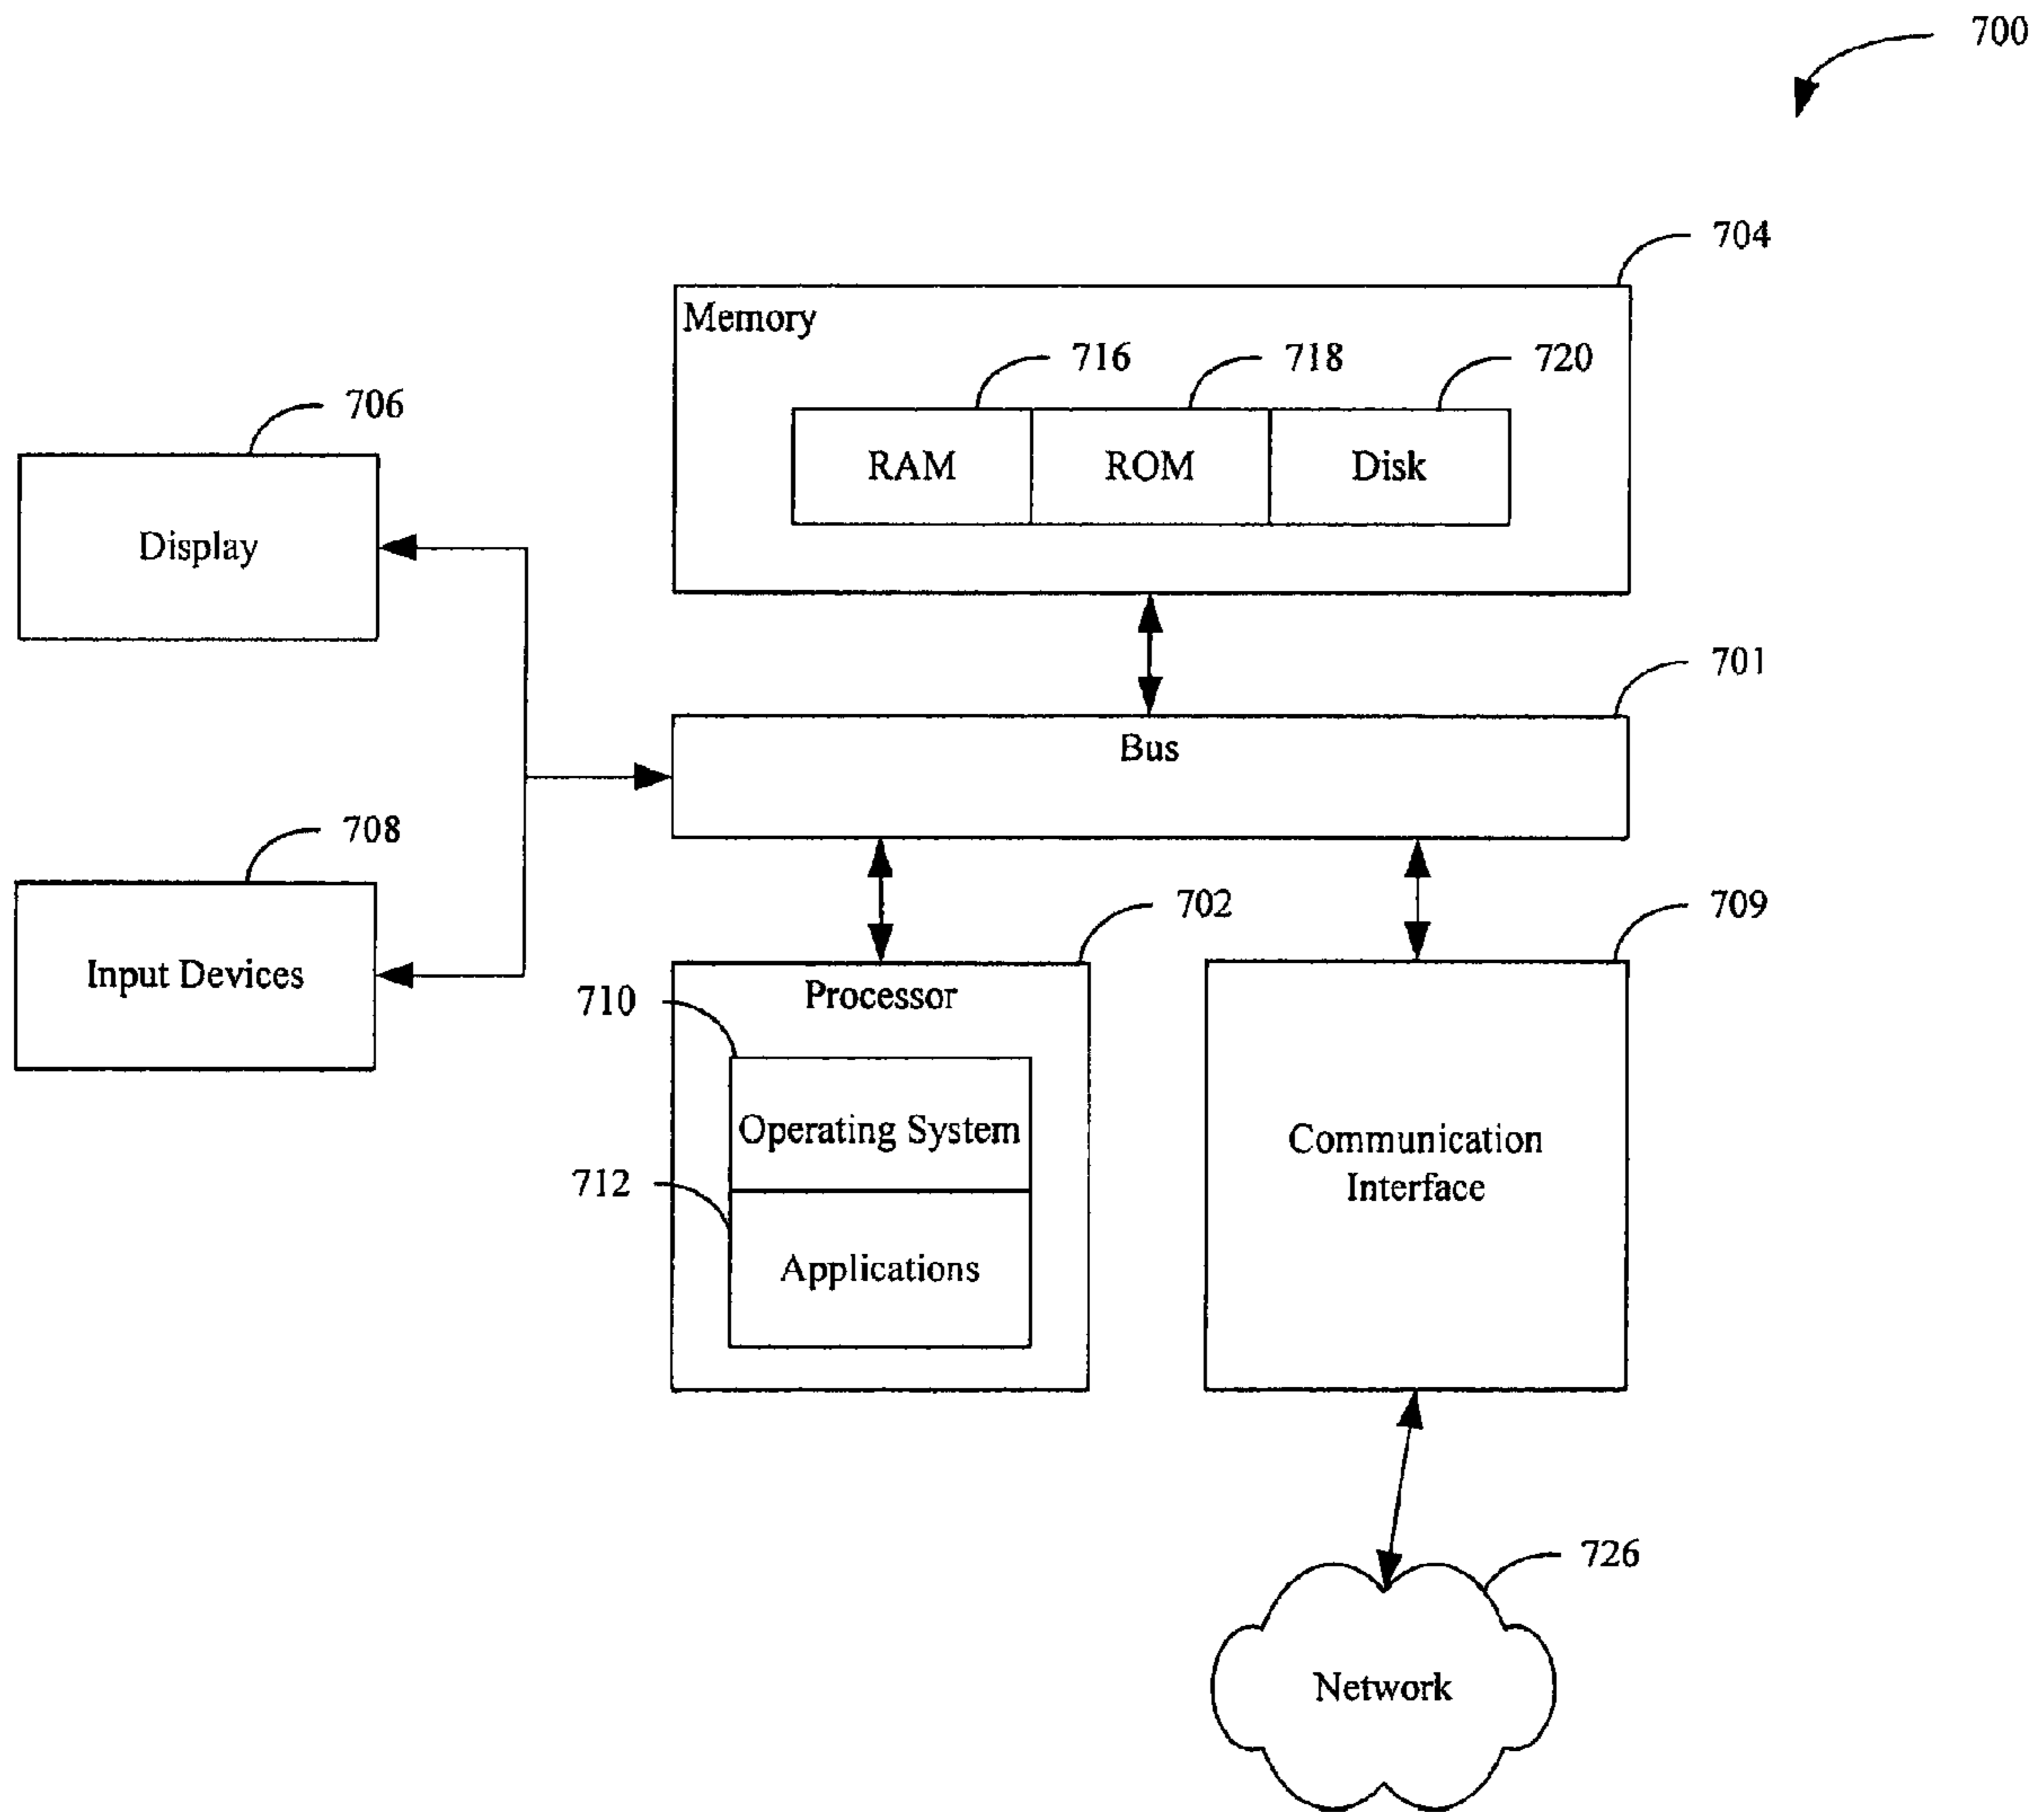 700
704
Memory
716
718
720
706
RAM
ROM
Disk
Display
701
Bus
708
702
709
Input Devices
710
Processor
Operating System
Communication
Interface
712
Applications
726
Network